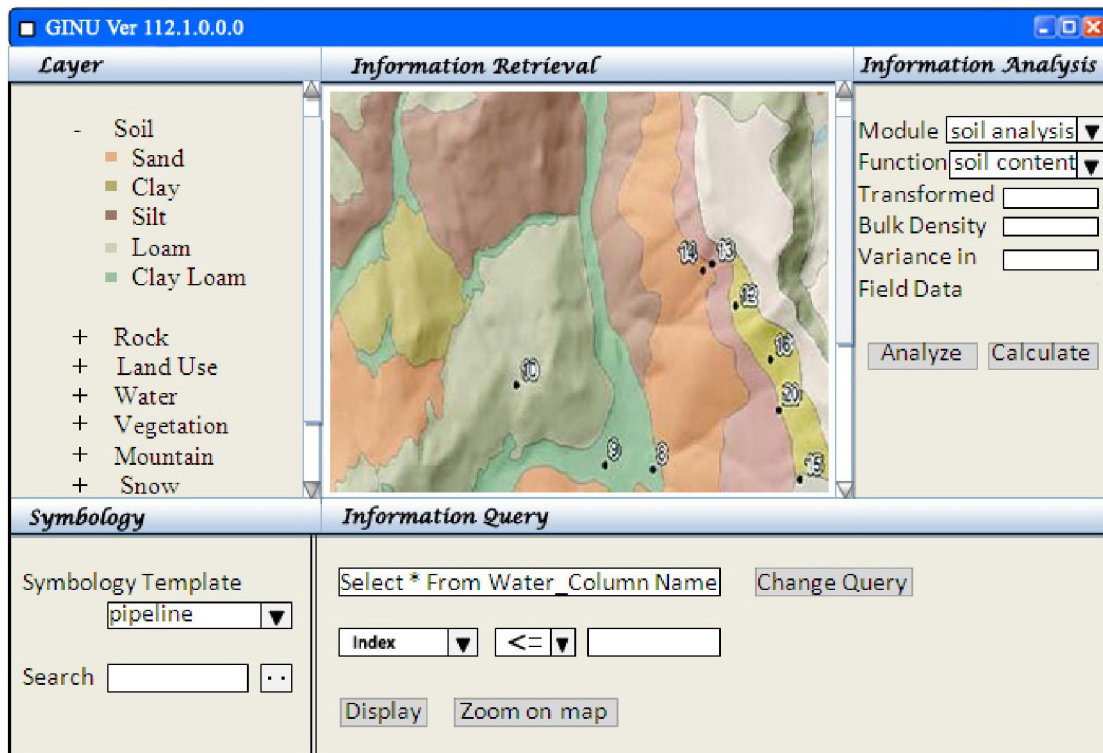 GINU Ver 112.1.0.0.0
Layer
- Soil
Sand
Clay
Silt
Loam
Clay Loam
+ Rock
+ Land Use
+ Water
+ Vegetation
+ Mountain
+ Snow
Information Retrieval
14 13
12
16
10
20
9 8
15
Information Analysis
Module soil analysis
Function soil content
Transformed
Bulk Density
Variance in
Field Data
Analyze Calculate
Symbology
Symbology Template
pipeline
Search ..
Information Query
Select * From Water_Column Name Change Query
Index <=
Display Zoom on map